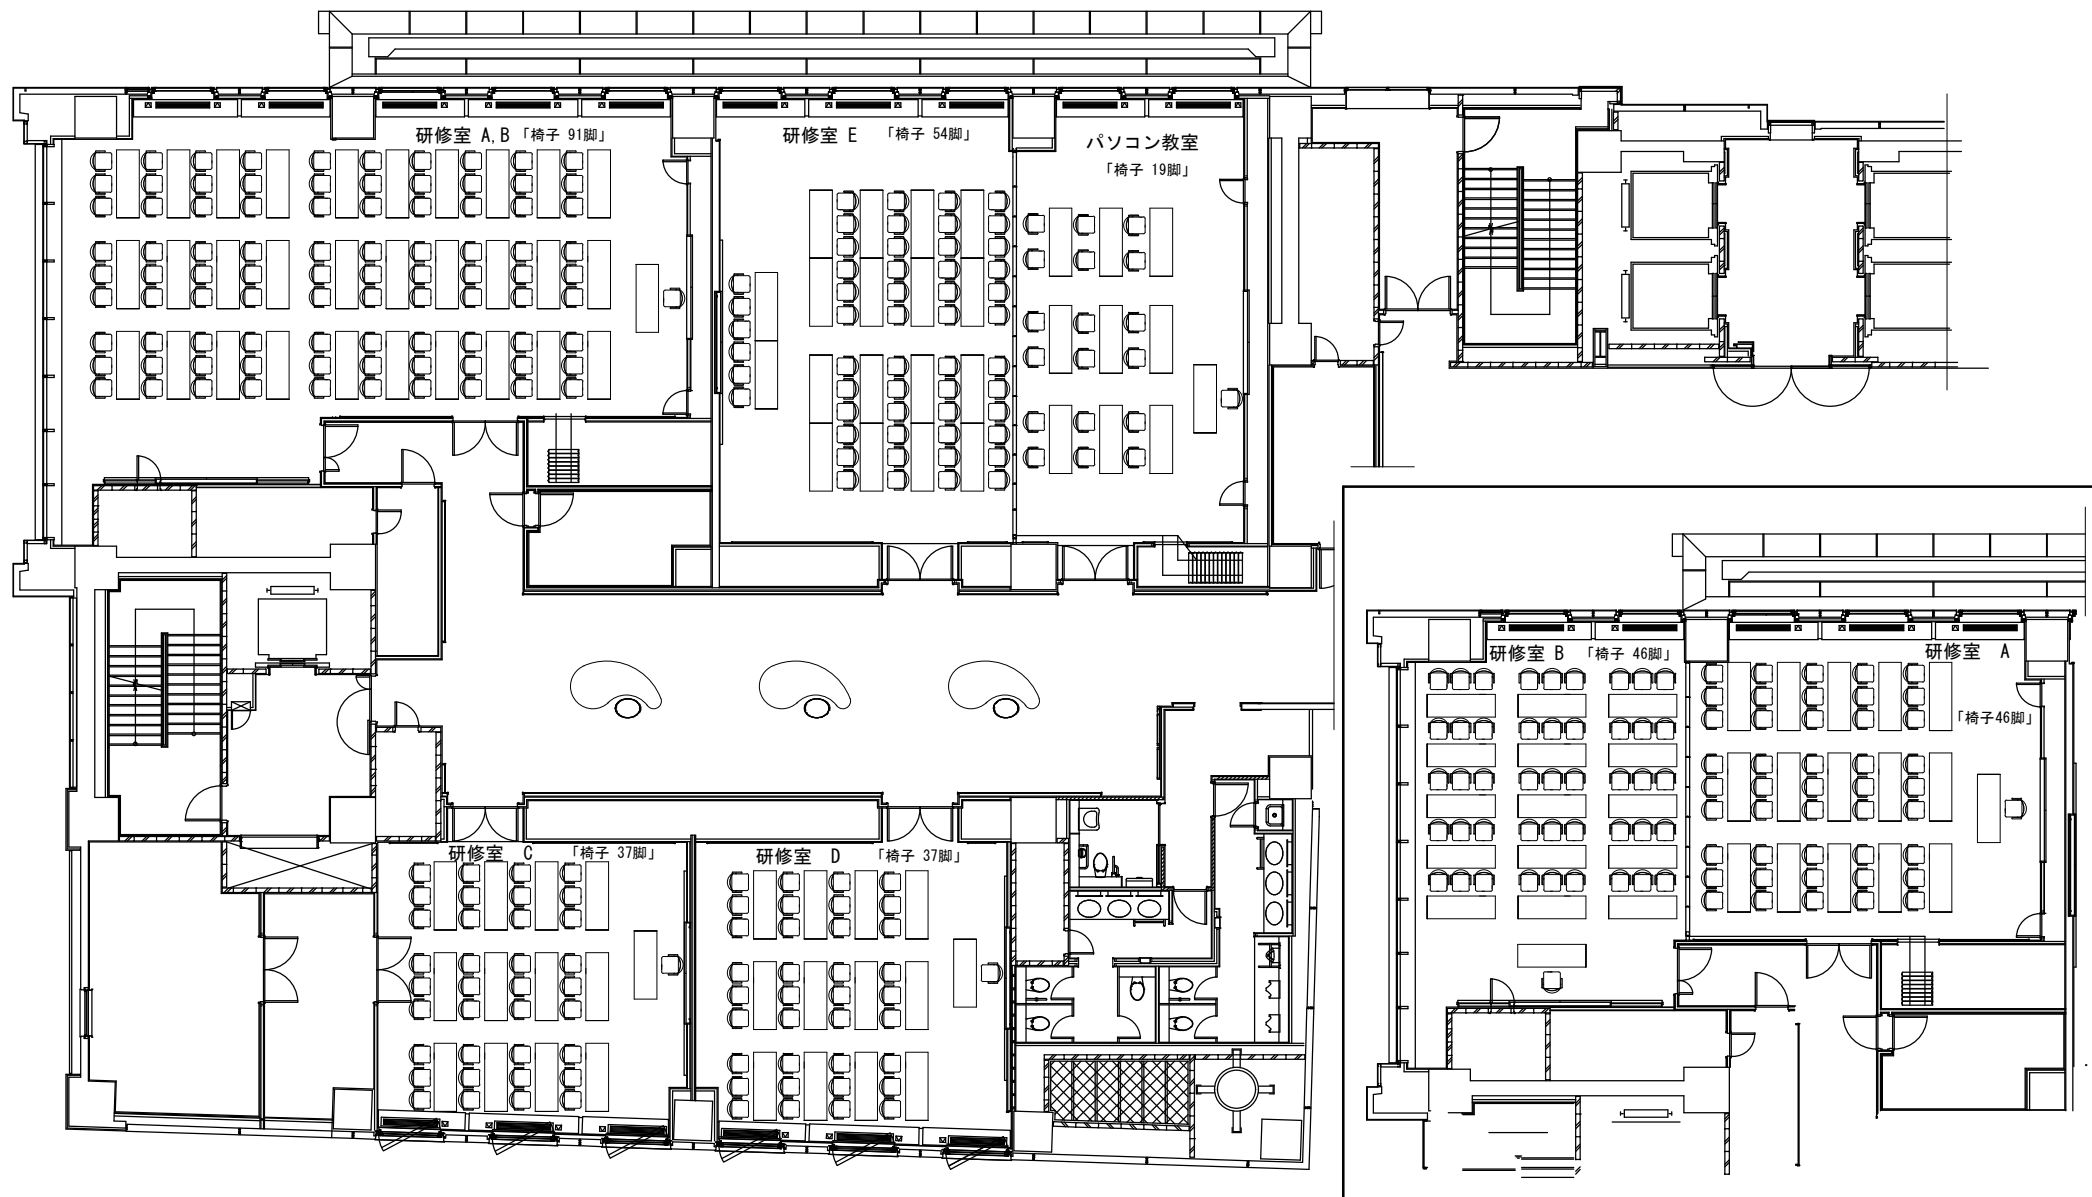 研修室 A,B 「椅子 91脚」
研修室 E 「椅子 54脚」
パソコン教室
「椅子 19脚」
研修室 B 「椅子 46脚」
研修室 A
「椅子46脚」
研修室 C 「椅子 37脚」
研修室 D 「椅子 37脚」